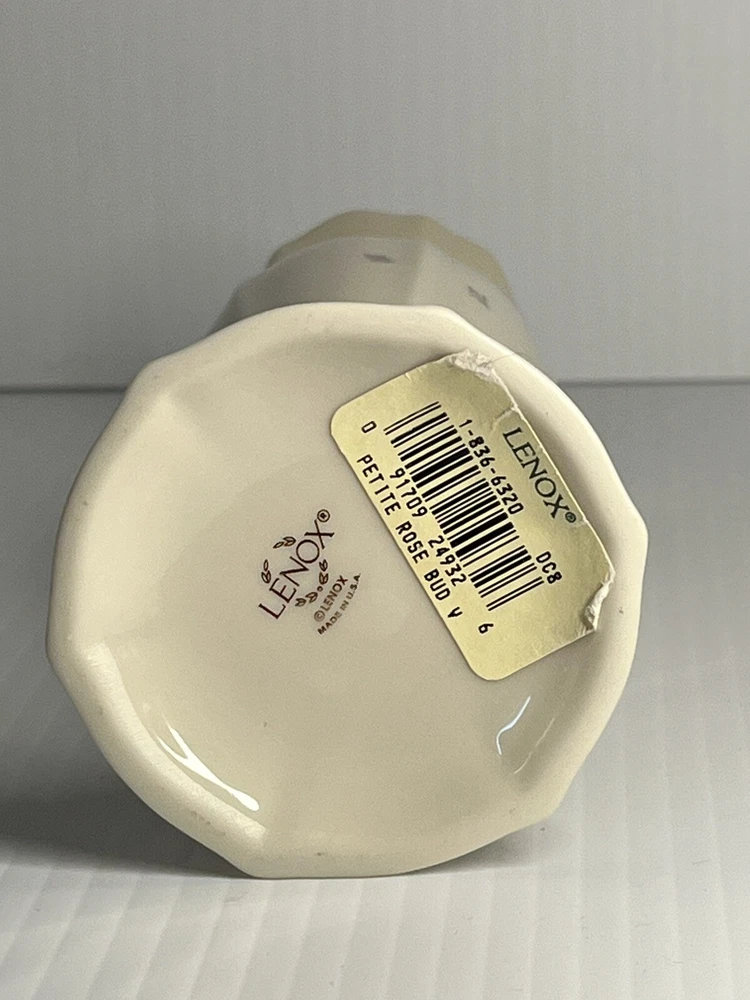 LENOX®
1-836-6320 DC8
0 91709 24932 6
PETITE ROSE BUD V
LENOX®
© LENOX
MADE IN U.S.A.